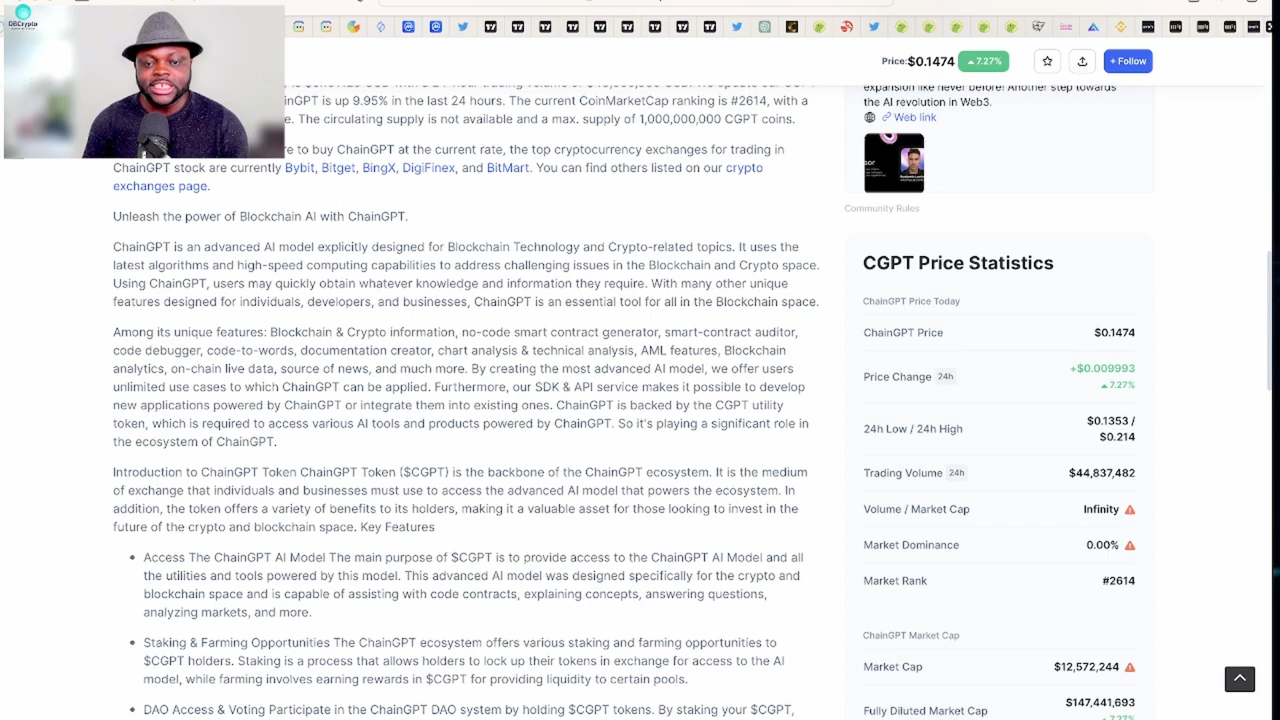 OBCrypto
Price: $0.1474 ▲7.27% + Follow
inGPT is up 9.95% in the last 24 hours. The current CoinMarketCap ranking is #2614, with a
e. The circulating supply is not available and a max. supply of 1,000,000,000 CGPT coins.
re to buy ChainGPT at the current rate, the top cryptocurrency exchanges for trading in
ChainGPT stock are currently Bybit, Bitget, BingX, DigiFinex, and BitMart. You can find others listed on our crypto
exchanges page.
Unleash the power of Blockchain AI with ChainGPT.
ChainGPT is an advanced AI model explicitly designed for Blockchain Technology and Crypto-related topics. It uses the
latest algorithms and high-speed computing capabilities to address challenging issues in the Blockchain and Crypto space.
Using ChainGPT, users may quickly obtain whatever knowledge and information they require. With many other unique
features designed for individuals, developers, and businesses, ChainGPT is an essential tool for all in the Blockchain space.
Among its unique features: Blockchain & Crypto information, no-code smart contract generator, smart-contract auditor,
code debugger, code-to-words, documentation creator, chart analysis & technical analysis, AML features, Blockchain
analytics, on-chain live data, source of news, and much more. By creating the most advanced AI model, we offer users
unlimited use cases to which ChainGPT can be applied. Furthermore, our SDK & API service makes it possible to develop
new applications powered by ChainGPT or integrate them into existing ones. ChainGPT is backed by the CGPT utility
token, which is required to access various AI tools and products powered by ChainGPT. So it's playing a significant role in
the ecosystem of ChainGPT.
Introduction to ChainGPT Token ChainGPT Token ($CGPT) is the backbone of the ChainGPT ecosystem. It is the medium
of exchange that individuals and businesses must use to access the advanced AI model that powers the ecosystem. In
addition, the token offers a variety of benefits to its holders, making it a valuable asset for those looking to invest in the
future of the crypto and blockchain space. Key Features
• Access The ChainGPT AI Model The main purpose of $CGPT is to provide access to the ChainGPT AI Model and all
the utilities and tools powered by this model. This advanced AI model was designed specifically for the crypto and
blockchain space and is capable of assisting with code contracts, explaining concepts, answering questions,
analyzing markets, and more.
• Staking & Farming Opportunities The ChainGPT ecosystem offers various staking and farming opportunities to
$CGPT holders. Staking is a process that allows holders to lock up their tokens in exchange for access to the AI
model, while farming involves earning rewards in $CGPT for providing liquidity to certain pools.
• DAO Access & Voting Participate in the ChainGPT DAO system by holding $CGPT tokens. By staking your $CGPT,
expansion like never before! Another step towards
the AI revolution in Web3.
Web link
Community Rules
CGPT Price Statistics
ChainGPT Price Today
ChainGPT Price $0.1474
Price Change 24h +$0.009993
▲7.27%
24h Low / 24h High $0.1353 /
$0.214
Trading Volume 24h $44,837,482
Volume / Market Cap Infinity
Market Dominance 0.00%
Market Rank #2614
ChainGPT Market Cap
Market Cap $12,572,244
Fully Diluted Market Cap $147,441,693
▲7.27%